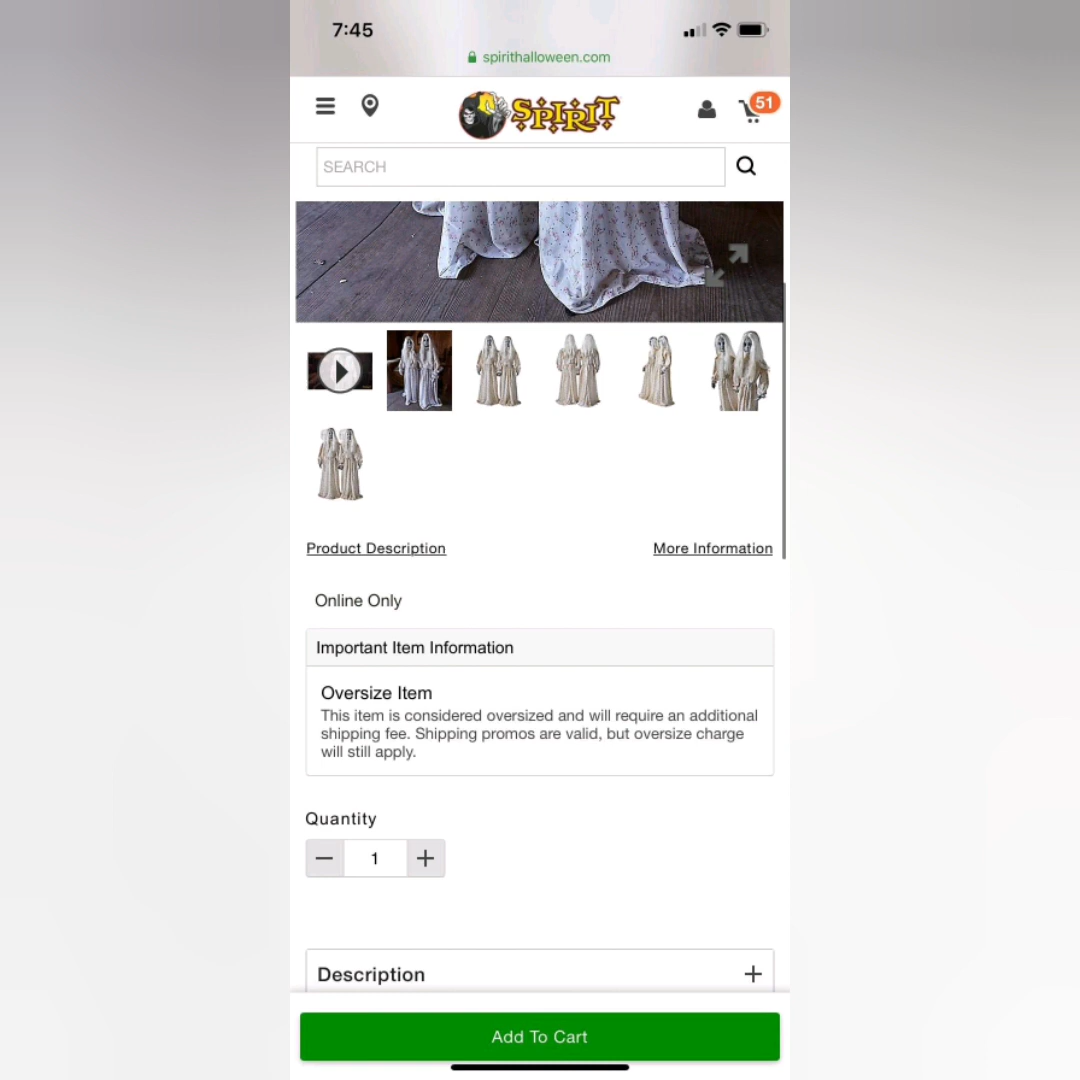 7:45
spirithalloween.com
SPIRIT
51
SEARCH
Product Description
More Information
Online Only
Important Item Information
Oversize Item
This item is considered oversized and will require an additional
shipping fee. Shipping promos are valid, but oversize charge
will still apply.
Quantity
1
Description
Add To Cart